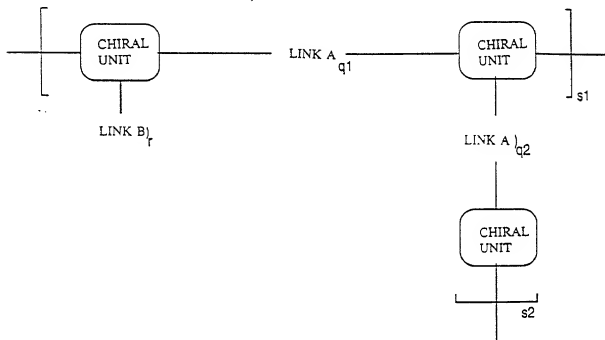 CHIRAL
UNIT
LINK A q1
CHIRAL
UNIT
s1
LINK B)r
LINK A )q2
CHIRAL
UNIT
s2